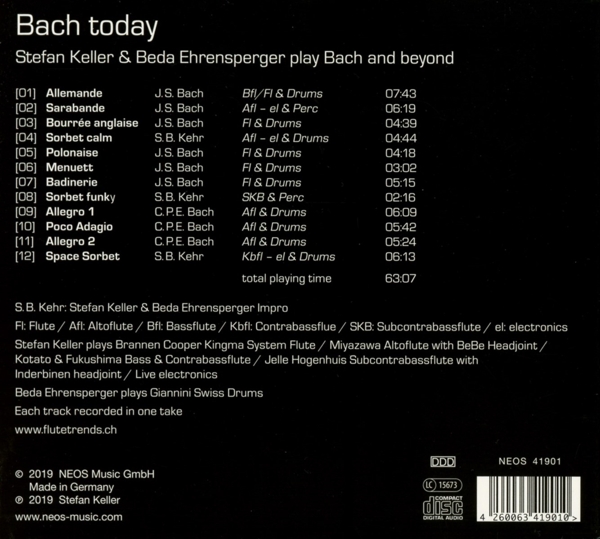 Bach today
Stefan Keller & Beda Ehrensperger play Bach and beyond
[01] Allemande J.S. Bach Bfl/Fl & Drums 07:43
[02] Sarabande J.S. Bach Afl – el & Perc 06:19
[03] Bourrée anglaise J.S. Bach Fl & Drums 04:39
[04] Sorbet calm S.B. Kehr Afl – el & Drums 04:44
[05] Polonaise J.S. Bach Fl & Drums 04:18
[06] Menuett J.S. Bach Fl & Drums 03:02
[07] Badinerie J.S. Bach Fl & Drums 05:15
[08] Sorbet funky S.B. Kehr SKB & Perc 02:16
[09] Allegro 1 C.P.E. Bach Afl & Drums 06:09
[10] Poco Adagio C.P.E. Bach Afl & Drums 05:42
[11] Allegro 2 C.P.E. Bach Afl & Drums 05:24
[12] Space Sorbet S.B. Kehr Kbfl – el & Drums 06:13
total playing time 63:07
S.B. Kehr: Stefan Keller & Beda Ehrensperger Impro
Fl: Flute / Afl: Altoflute / Bfl: Bassflute / Kbfl: Contrabassflue / SKB: Subcontrabassflute / el: electronics
Stefan Keller plays Brannen Cooper Kingma System Flute / Miyazawa Altoflute with BeBe Headjoint /
Kotato & Fukushima Bass & Contrabassflute / Jelle Hogenhuis Subcontrabassflute with
Inderbinen headjoint / Live electronics
Beda Ehrensperger plays Giannini Swiss Drums
Each track recorded in one take
www.flutetrends.ch
© 2019 NEOS Music GmbH
Made in Germany
℗ 2019 Stefan Keller
www.neos-music.com
DDD
LC 15673
COMPACT
disc
DIGITAL AUDIO
NEOS 41901
4 260063 419010 >